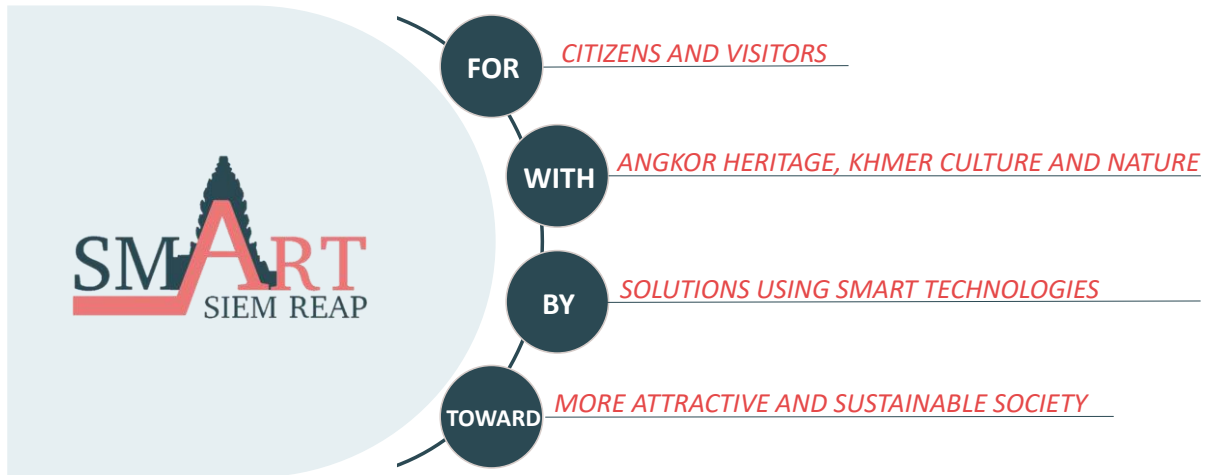 SMART
SIEM REAP
FOR
CITIZENS AND VISITORS
WITH
ANGKOR HERITAGE, KHMER CULTURE AND NATURE
BY
SOLUTIONS USING SMART TECHNOLOGIES
TOWARD
MORE ATTRACTIVE AND SUSTAINABLE SOCIETY